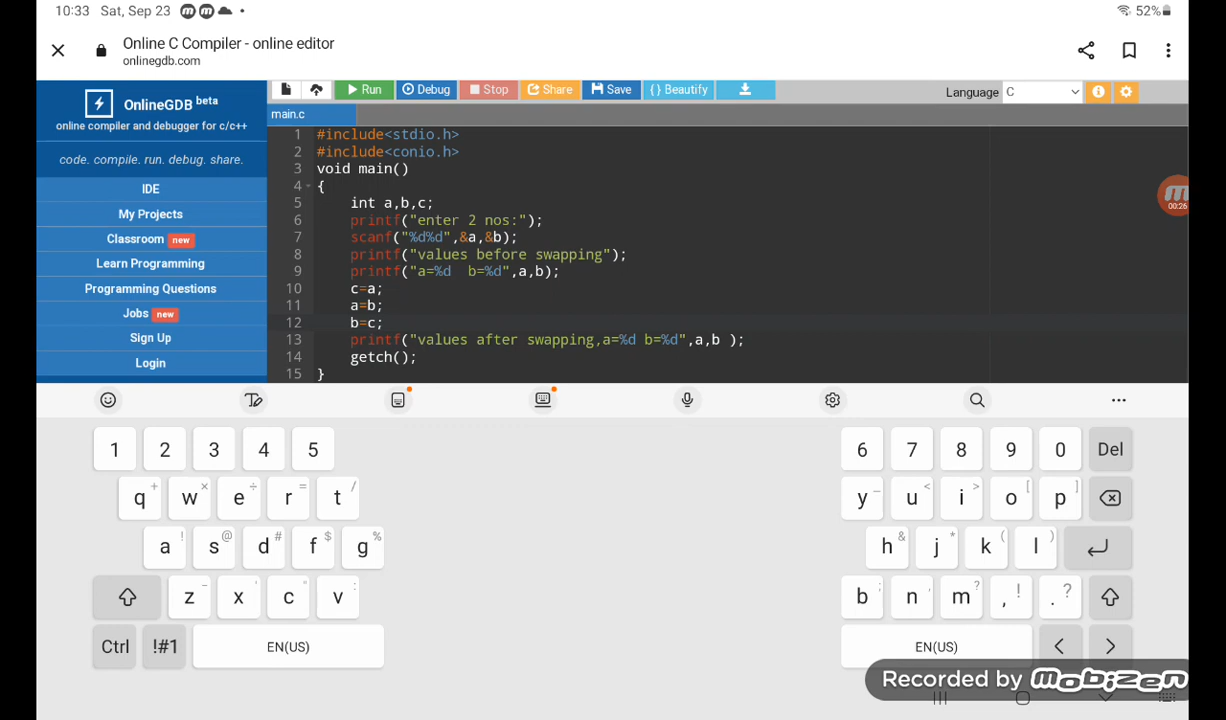 10:33 Sat, Sep 23 52%
Online C Compiler - online editor
onlinegdb.com
OnlineGDB beta
online compiler and debugger for c/c++
code. compile. run. debug. share.
IDE
My Projects
Classroom new
Learn Programming
Programming Questions
Jobs new
Sign Up
Login
Run Debug Stop Share Save { } Beautify
Language C
main.c
1 #include<stdio.h>
2 #include<conio.h>
3 void main()
4 {
5 int a,b,c;
6 printf("enter 2 nos:");
7 scanf("%d%d",&a,&b);
8 printf("values before swapping");
9 printf("a=%d  b=%d",a,b);
10 c=a;
11 a=b;
12 b=c;
13 printf("values after swapping,a=%d b=%d",a,b );
14 getch();
15 }
00:26
1 2 3 4 5 6 7 8 9 0 Del
q + w × e ÷ r = t / y _ u < i > o [ p ]
a ! s @ d # f $ g % h & j * k ( l )
z - x ' c " v : b ; n , m ? , ! . ?
Ctrl !#1 EN(US) EN(US) < >
Recorded by MOBIZEN